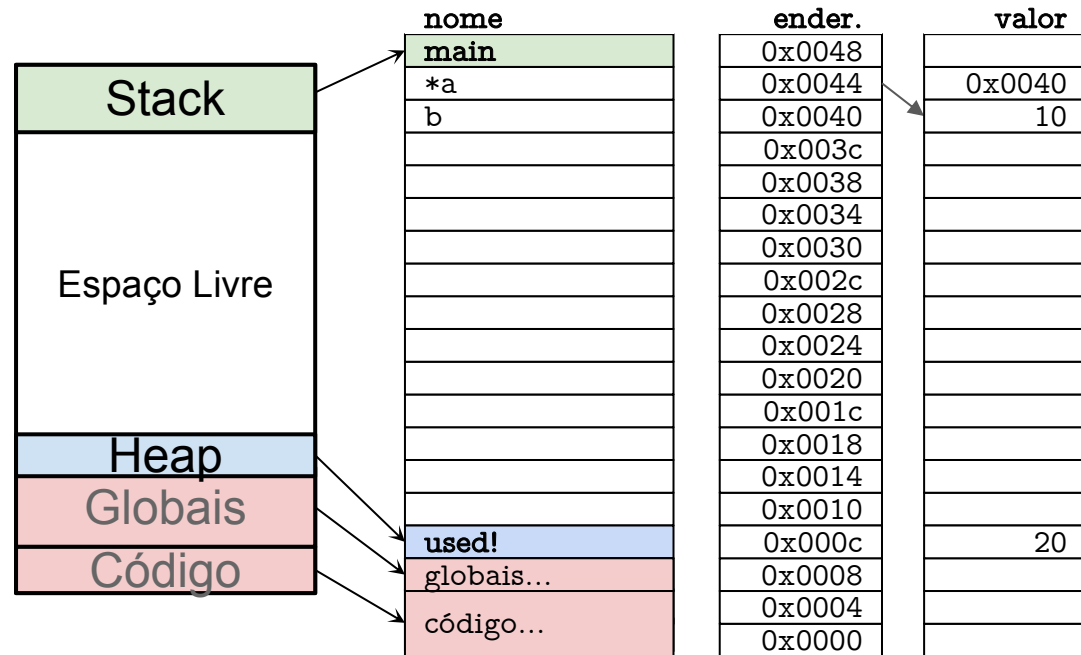 nome ender. valor
main 0x0048
Stack
*a 0x0044 0x0040
b 0x0040 10
0x003c
0x0038
0x0034
0x0030
Espaço Livre
0x002c
0x0028
0x0024
0x0020
0x001c
Heap
0x0018
0x0014
Globais
0x0010
used! 0x000c 20
Código
globais... 0x0008
código... 0x0004
0x0000